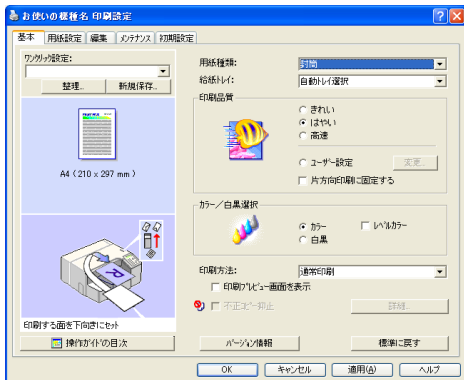 お使いの機種名 印刷設定
基本 用紙設定 編集 メンテナンス 初期設定
ワンクリック設定:
整理... 新規保存...
A4 ( 210 x 297 mm )
印刷する面を下向きにセット
操作ガイドの目次
用紙種類: 封筒
給紙トレイ: 自動トレイ選択
印刷品質
きれい
はやい
高速
ユーザー設定 変更...
片方向印刷に固定する
カラー／白黒選択
カラー レベルカラー
白黒
印刷方法: 通常印刷
印刷プレビュー画面を表示
不正コピー抑止 詳細...
バージョン情報 標準に戻す
OK キャンセル 適用(A) ヘルプ